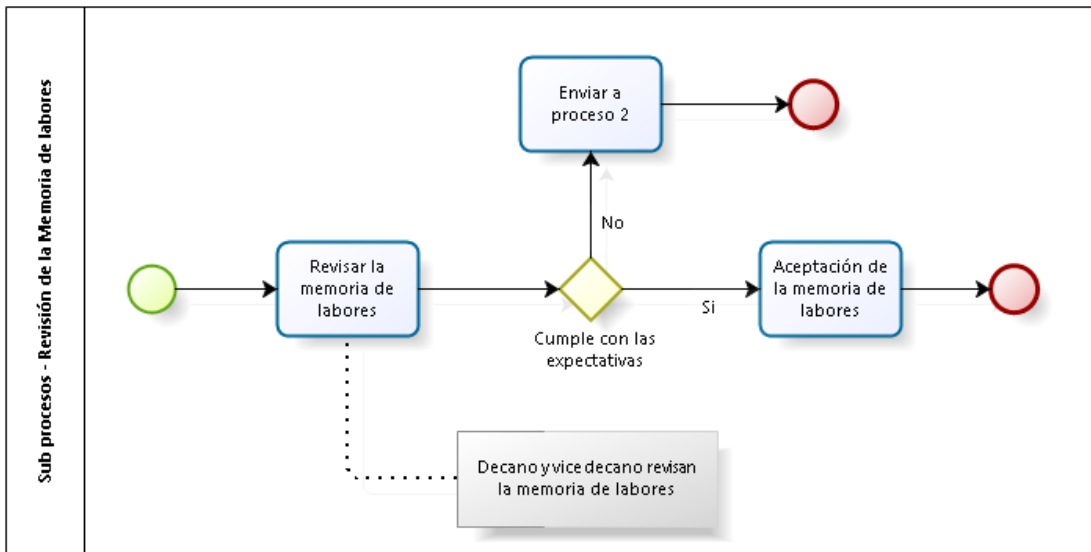 Sub procesos - Revisión de la Memoria de labores
Enviar a
proceso 2
No
Revisar la
memoria de
labores
Cumple con las
expectativas
Si
Aceptación de
la memoria de
labores
Decano y vice decano revisan
la memoria de labores